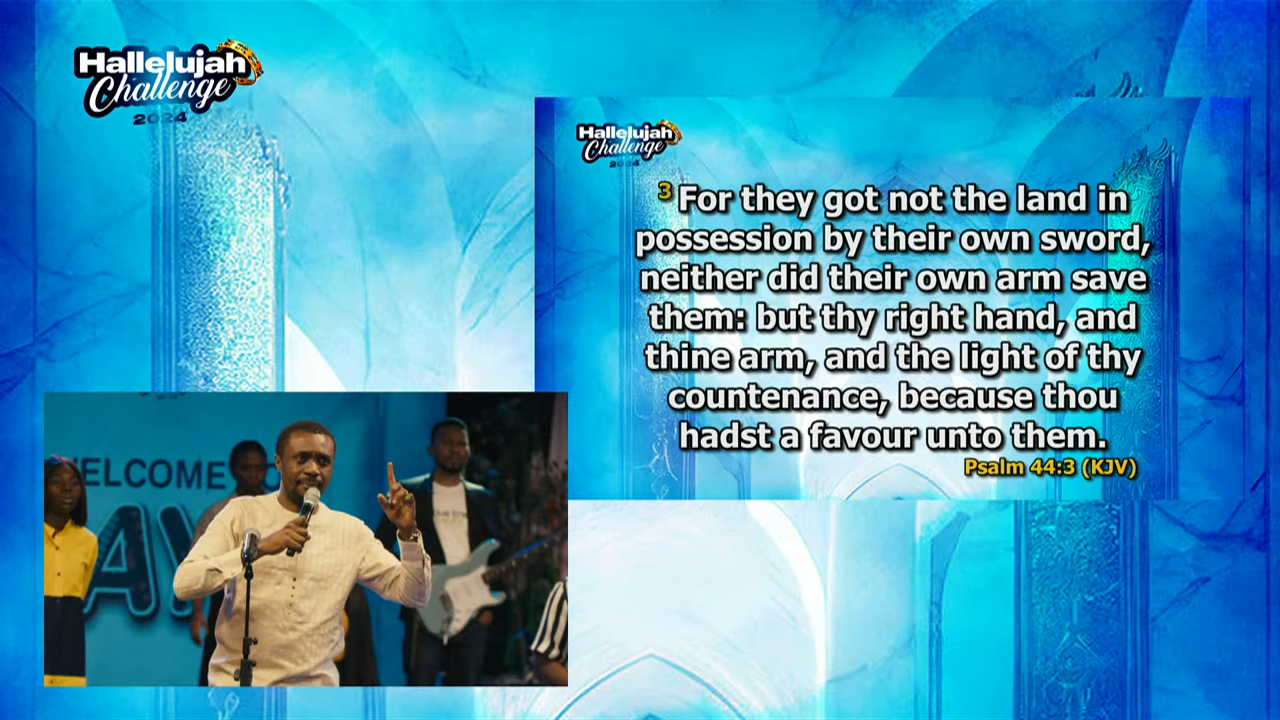 Hallelujah
Challenge
2024
Hallelujah
Challenge
2024
3 For they got not the land in
possession by their own sword,
neither did their own arm save
them: but thy right hand, and
thine arm, and the light of thy
countenance, because thou
hadst a favour unto them.
Psalm 44:3 (KJV)
WELCOME